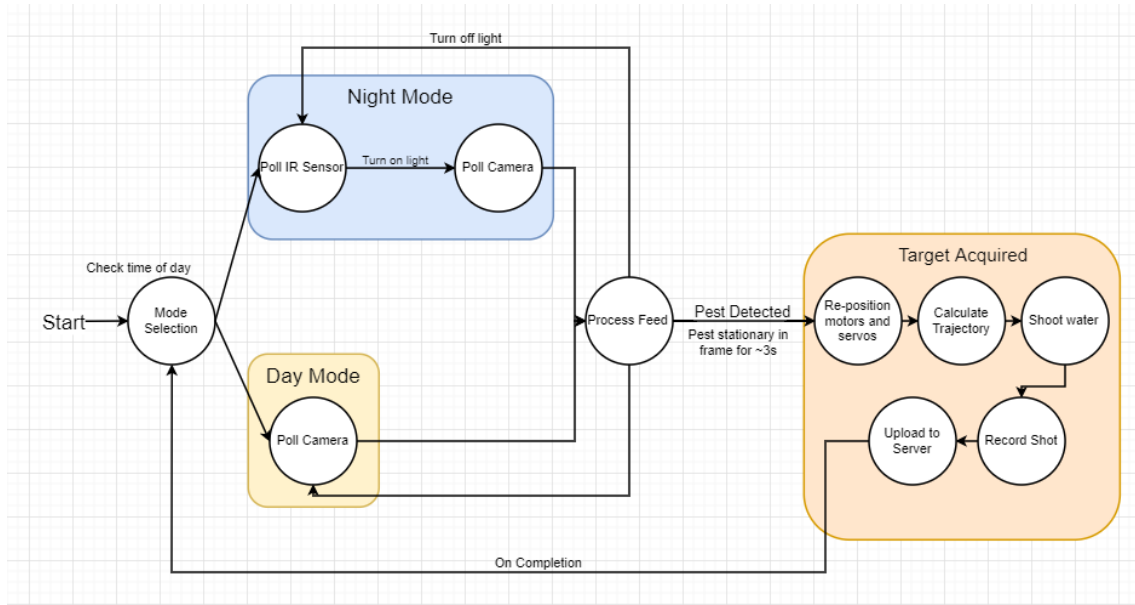 Turn off light
Night Mode
Poll IR Sensor
Turn on light
Poll Camera
Check time of day
Start
Mode
Selection
Day Mode
Poll Camera
Process Feed
Pest Detected
Pest stationary in
frame for ~3s
Target Acquired
Re-position
motors and
servos
Calculate
Trajectory
Shoot water
Record Shot
Upload to
Server
On Completion